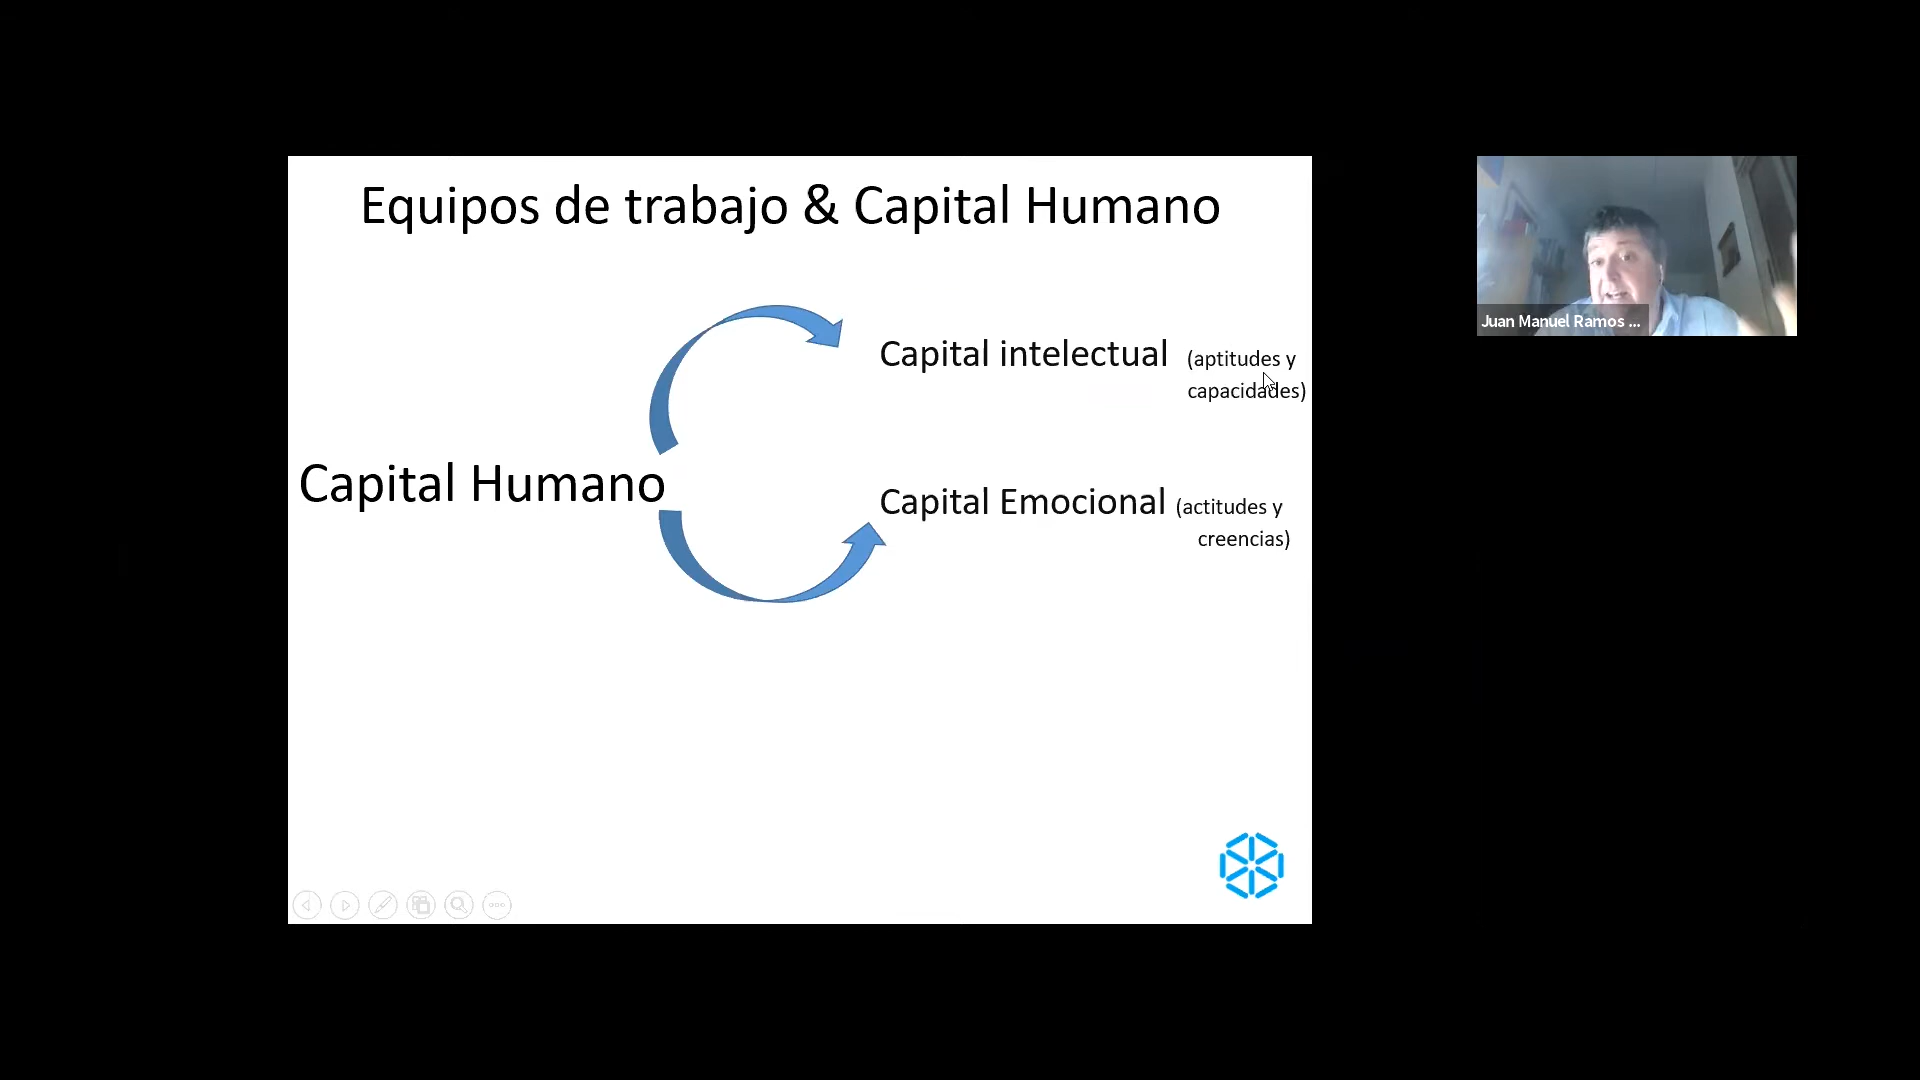 Equipos de trabajo & Capital Humano
Capital intelectual (aptitudes y
capacidades)
Capital Humano
Capital Emocional (actitudes y
creencias)
Juan Manuel Ramos ...